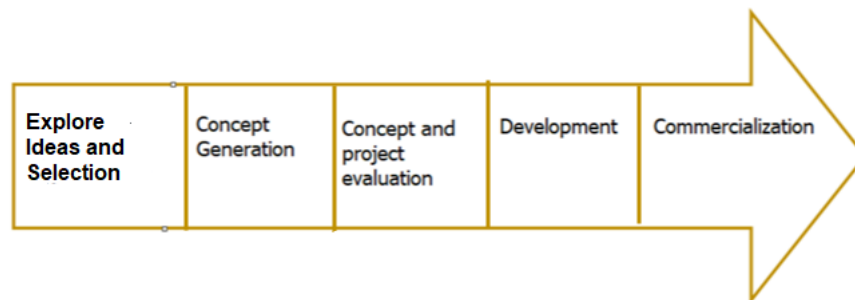 Explore
Ideas and
Selection
Concept
Generation
Concept and
project
evaluation
Development
Commercialization